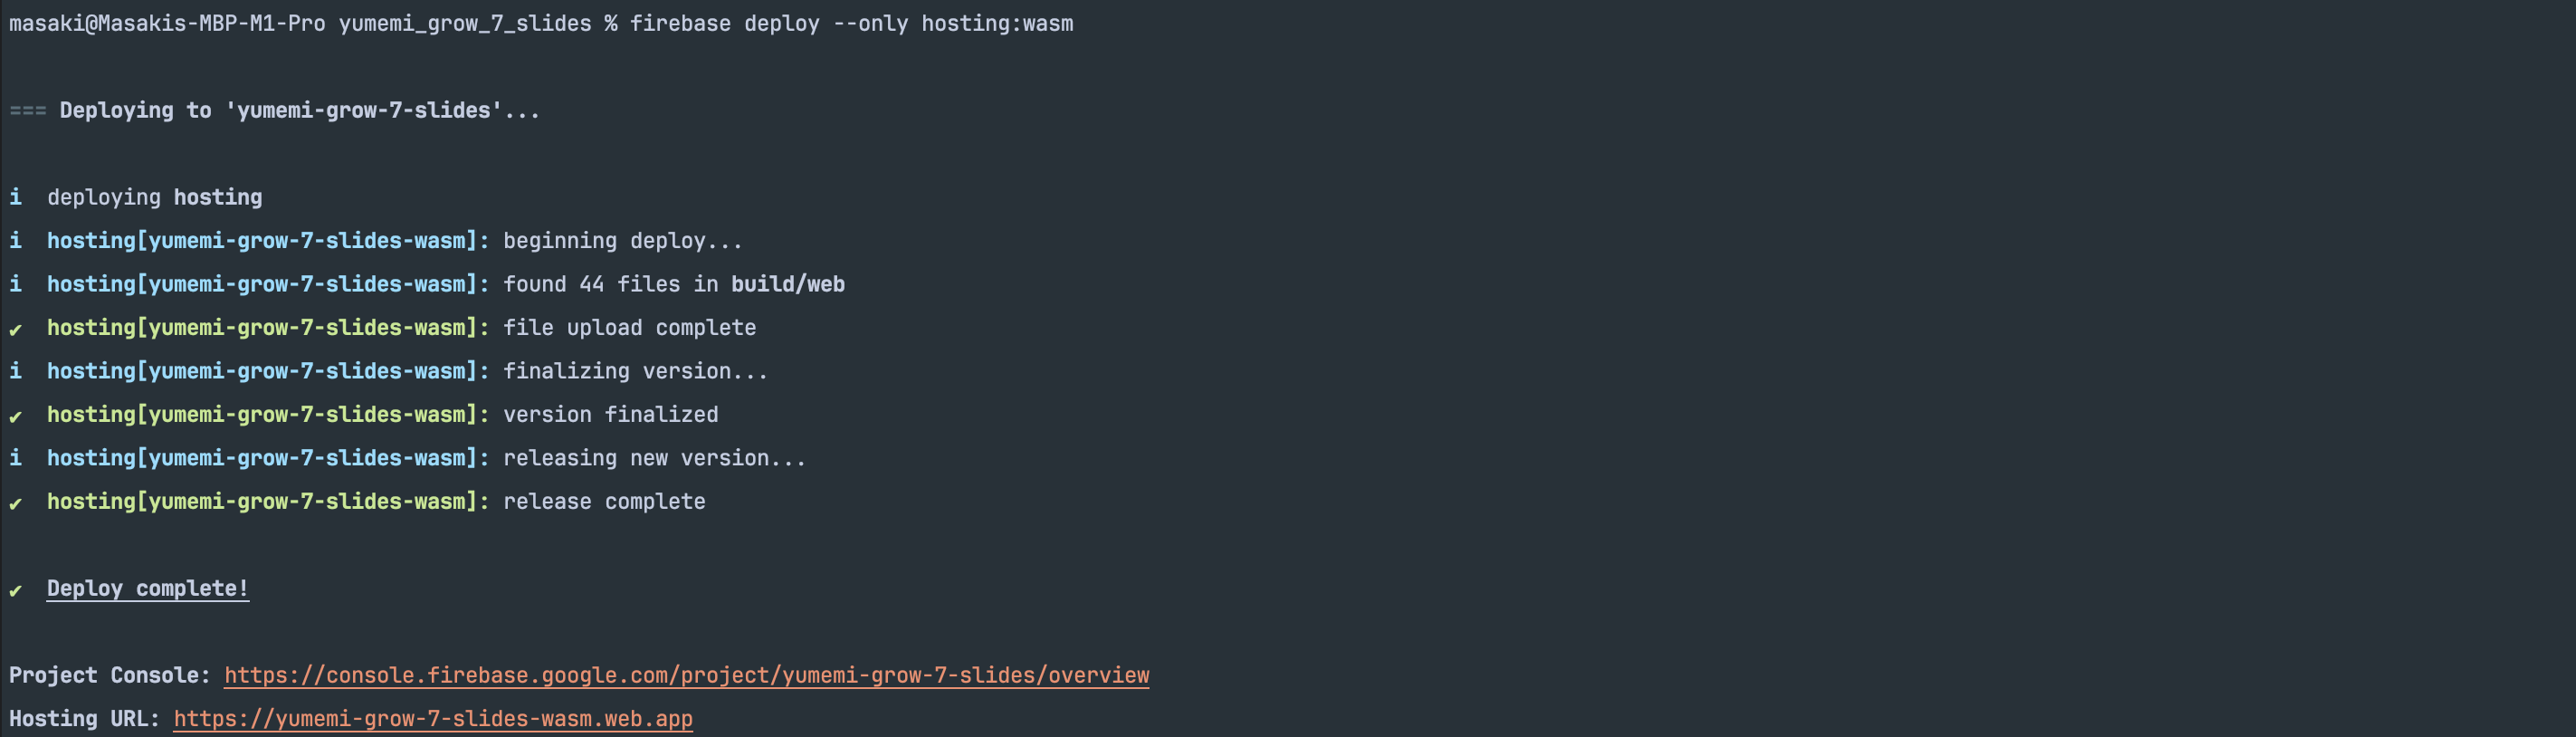 masaki@Masakis-MBP-M1-Pro yumemi_grow_7_slides % firebase deploy --only hosting:wasm
=== Deploying to 'yumemi-grow-7-slides'...
i  deploying hosting
i  hosting[yumemi-grow-7-slides-wasm]: beginning deploy...
i  hosting[yumemi-grow-7-slides-wasm]: found 44 files in build/web
✔  hosting[yumemi-grow-7-slides-wasm]: file upload complete
i  hosting[yumemi-grow-7-slides-wasm]: finalizing version...
✔  hosting[yumemi-grow-7-slides-wasm]: version finalized
i  hosting[yumemi-grow-7-slides-wasm]: releasing new version...
✔  hosting[yumemi-grow-7-slides-wasm]: release complete
✔  Deploy complete!
Project Console: https://console.firebase.google.com/project/yumemi-grow-7-slides/overview
Hosting URL: https://yumemi-grow-7-slides-wasm.web.app